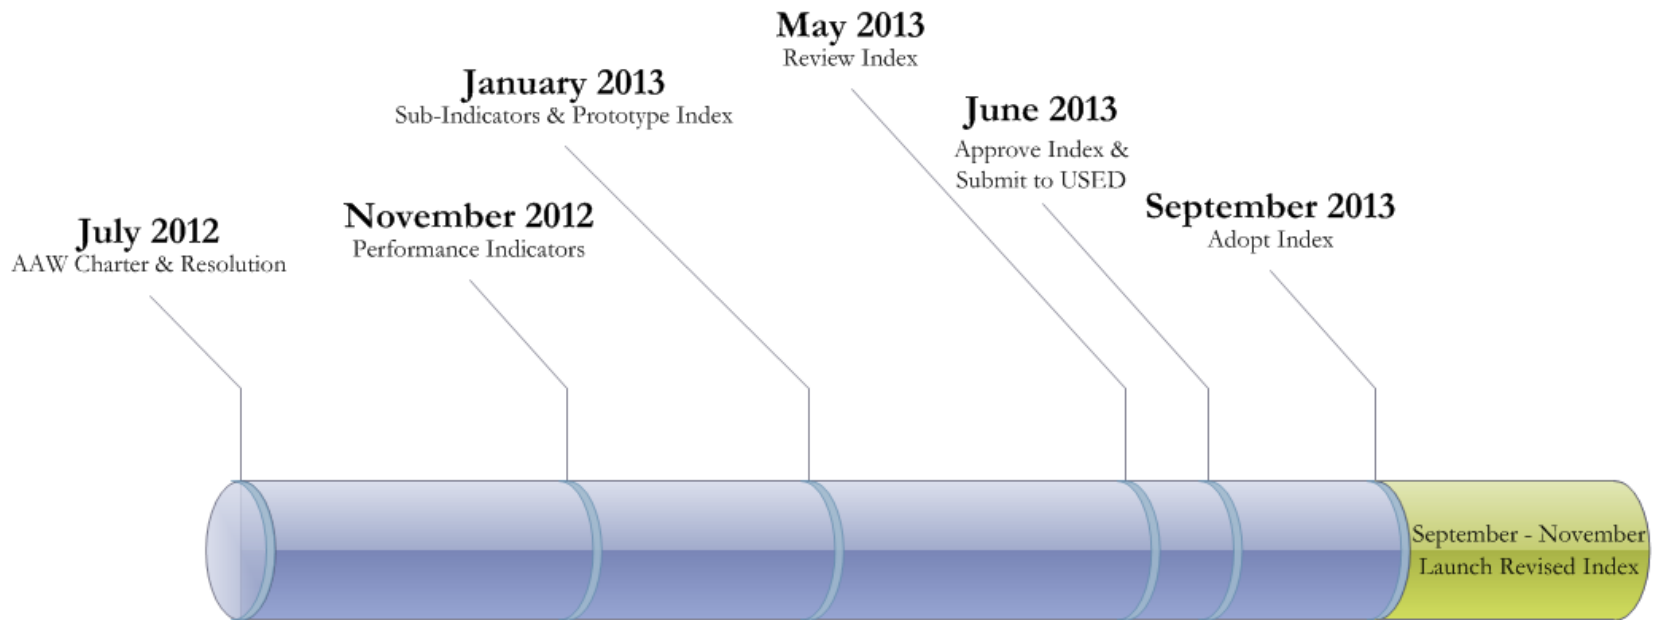 July 2012
AAW Charter & Resolution
November 2012
Performance Indicators
January 2013
Sub-Indicators & Prototype Index
May 2013
Review Index
June 2013
Approve Index &
Submit to USED
September 2013
Adopt Index
September - November
Launch Revised Index